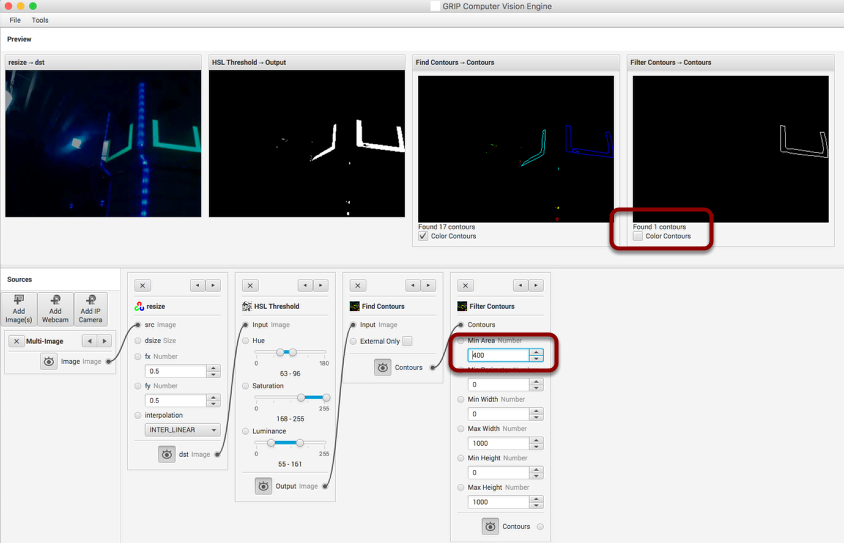 GRIP Computer Vision Engine
File Tools
Preview
resize → dst
HSL Threshold → Output
Find Contours → Contours
Filter Contours → Contours
Found 17 contours
Color Contours
Found 1 contours
Color Contours
Sources
Add Image(s)
Add Webcam
Add IP Camera
Multi-Image
Image Image
resize
src Image
dsize Size
fx Number
0.5
fy Number
0.5
interpolation
INTER_LINEAR
dst Image
HSL Threshold
Input Image
Hue
0 180
63 - 96
Saturation
0 255
168 - 255
Luminance
0 255
55 - 161
Output Image
Find Contours
Input Image
External Only
Contours
Filter Contours
Contours
Min Area Number
400
0
Min Width Number
0
Max Width Number
1000
Min Height Number
0
Max Height Number
1000
Contours